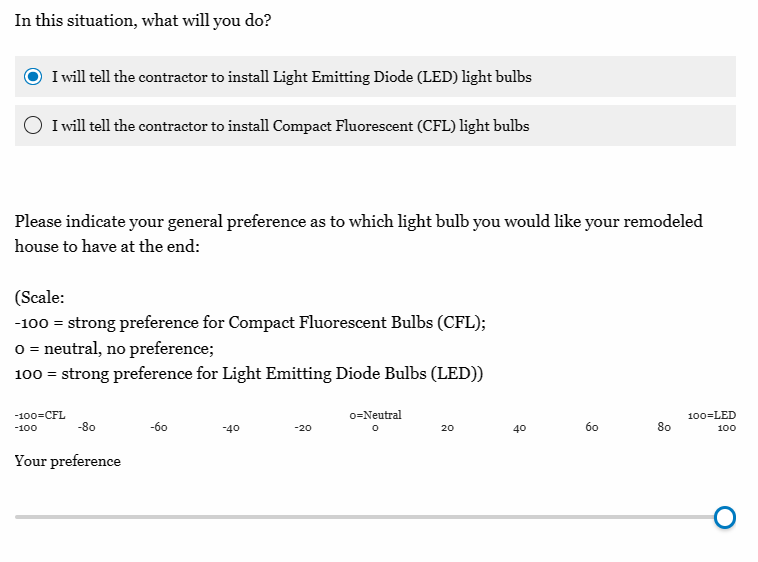 In this situation, what will you do?
I will tell the contractor to install Light Emitting Diode (LED) light bulbs
I will tell the contractor to install Compact Fluorescent (CFL) light bulbs
Please indicate your general preference as to which light bulb you would like your remodeled
house to have at the end:
(Scale:
-100 = strong preference for Compact Fluorescent Bulbs (CFL);
0 = neutral, no preference;
100 = strong preference for Light Emitting Diode Bulbs (LED))
-100=CFL 0=Neutral 100=LED
-100 -80 -60 -40 -20 0 20 40 60 80 100
Your preference